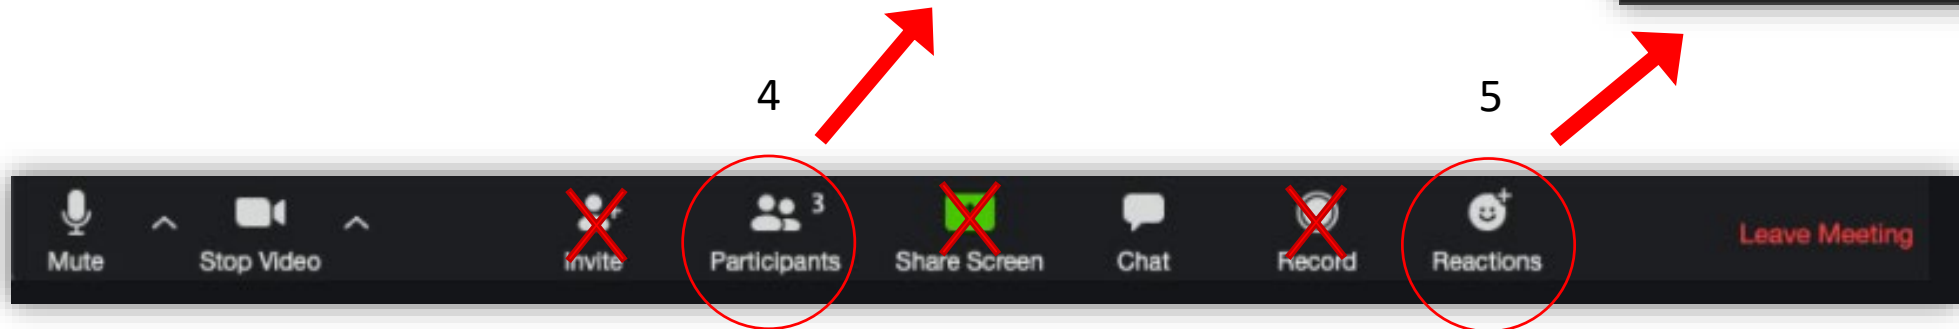 4
5
3
Mute
Stop Video
Invite
Participants
Share Screen
Chat
Record
Reactions
Leave Meeting